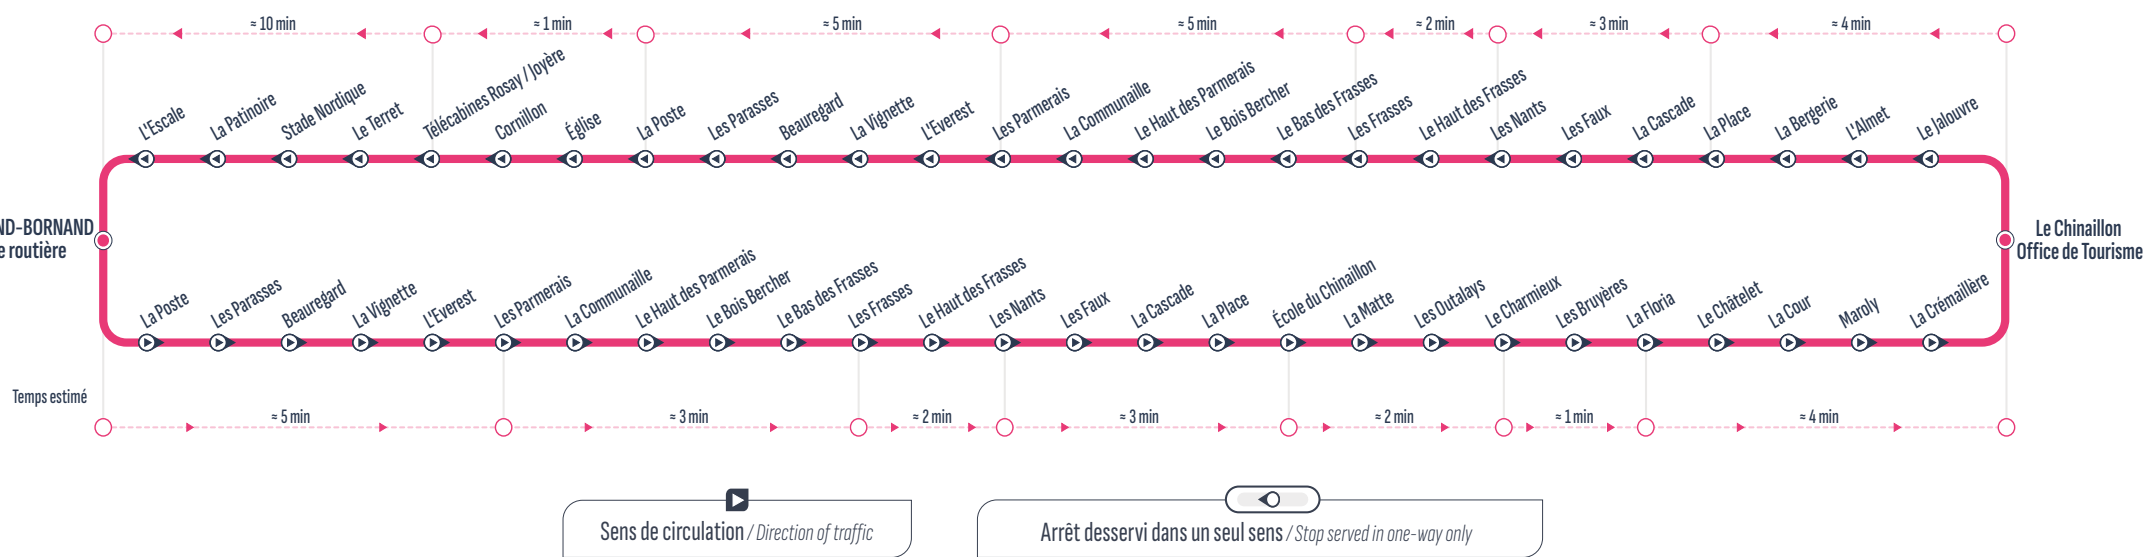 ≈ 10 min
≈ 1 min
≈ 5 min
≈ 5 min
≈ 2 min
≈ 3 min
≈ 4 min
L'Escale
La Patinoire
Stade Nordique
Le Terret
Télécabines Rosay / Joyère
Cornillon
Église
La Poste
Les Parasses
Beauregard
La Vignette
L'Everest
Les Parmerais
La Communaille
Le Haut des Parmerais
Le Bois Bercher
Le Bas des Frasses
Les Frasses
Le Haut des Frasses
Les Nants
Les Faux
La Cascade
La Place
La Bergerie
L'Almet
Le Jalouvre
ND-BORNAND
e routière
Le Chinaillon
Office de Tourisme
La Poste
Les Parasses
Beauregard
La Vignette
L'Everest
Les Parmerais
La Communaille
Le Haut des Parmerais
Le Bois Bercher
Le Bas des Frasses
Les Frasses
Le Haut des Frasses
Les Nants
Les Faux
La Cascade
La Place
École du Chinaillon
La Matte
Les Outalays
Le Charmieux
Les Bruyères
La Floria
Le Châtelet
La Cour
Maroly
La Crémaillère
Temps estimé
≈ 5 min
≈ 3 min
≈ 2 min
≈ 3 min
≈ 2 min
≈ 1 min
≈ 4 min
Sens de circulation / Direction of traffic
Arrêt desservi dans un seul sens / Stop served in one-way only